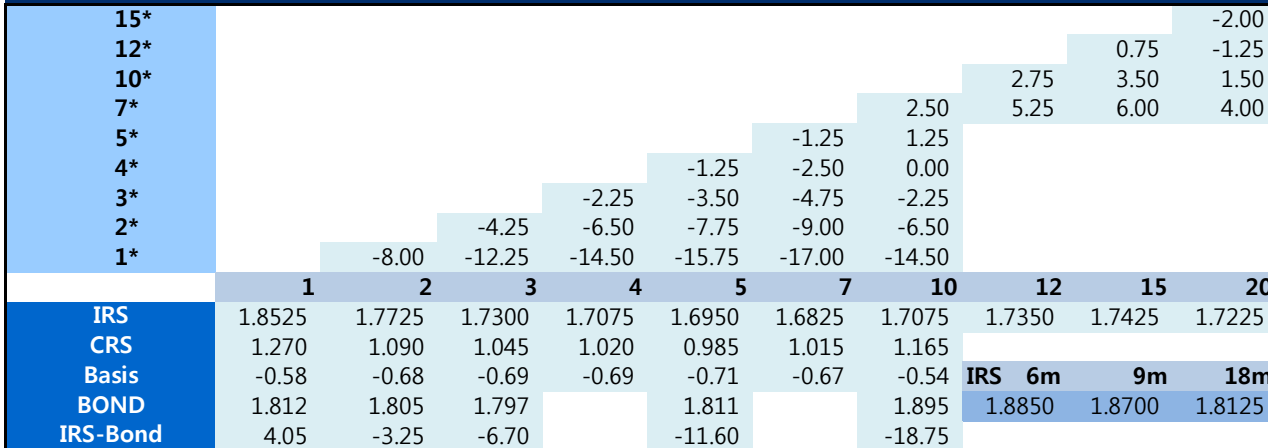 15* -2.00
12* 0.75 -1.25
10* 2.75 3.50 1.50
7* 2.50 5.25 6.00 4.00
5* -1.25 1.25
4* -1.25 -2.50 0.00
3* -2.25 -3.50 -4.75 -2.25
2* -4.25 -6.50 -7.75 -9.00 -6.50
1* -8.00 -12.25 -14.50 -15.75 -17.00 -14.50
1 2 3 4 5 7 10 12 15 20
IRS 1.8525 1.7725 1.7300 1.7075 1.6950 1.6825 1.7075 1.7350 1.7425 1.7225
CRS 1.270 1.090 1.045 1.020 0.985 1.015 1.165
Basis -0.58 -0.68 -0.69 -0.69 -0.71 -0.67 -0.54 IRS 6m 9m 18m
BOND 1.812 1.805 1.797 1.811 1.895 1.8850 1.8700 1.8125
IRS-Bond 4.05 -3.25 -6.70 -11.60 -18.75